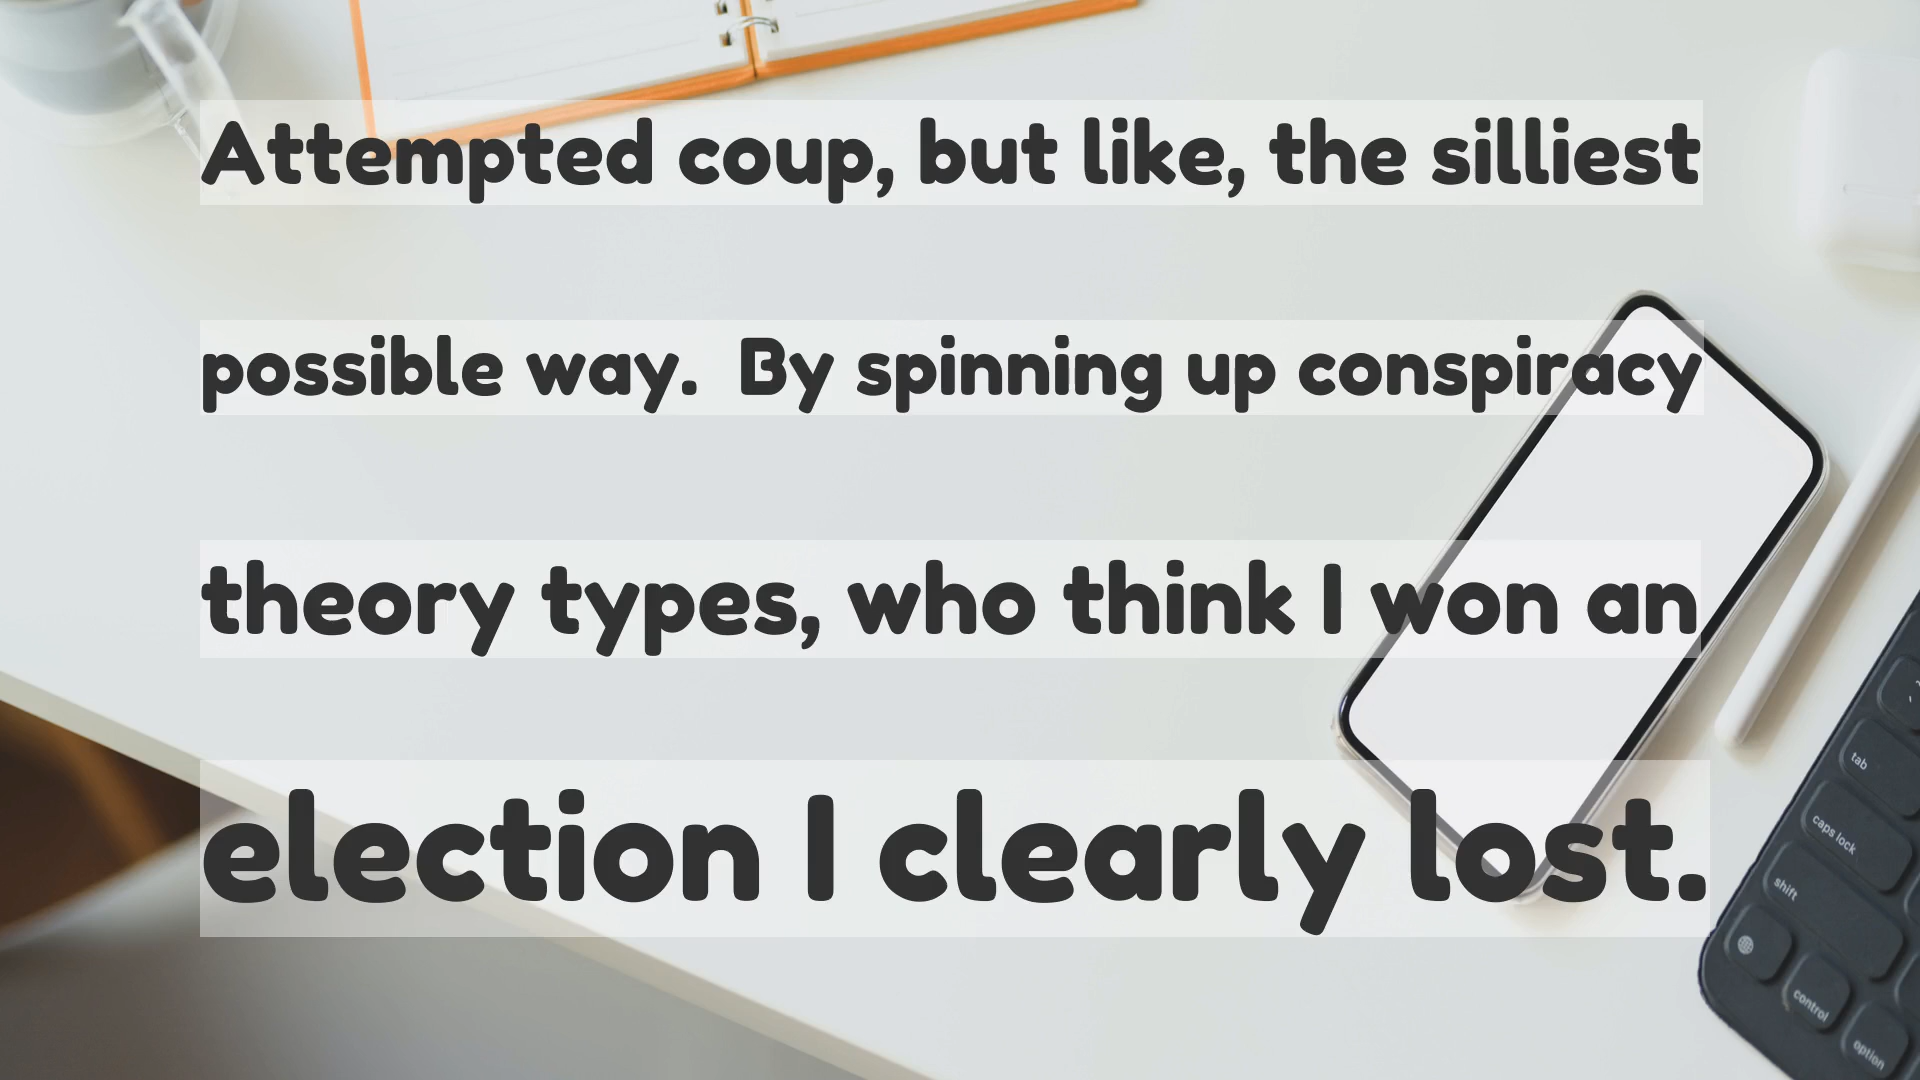 Attempted coup, but like, the silliest
possible way.  By spinning up conspiracy
theory types, who think I won an
election I clearly lost.
tab
caps lock
shift
control
option